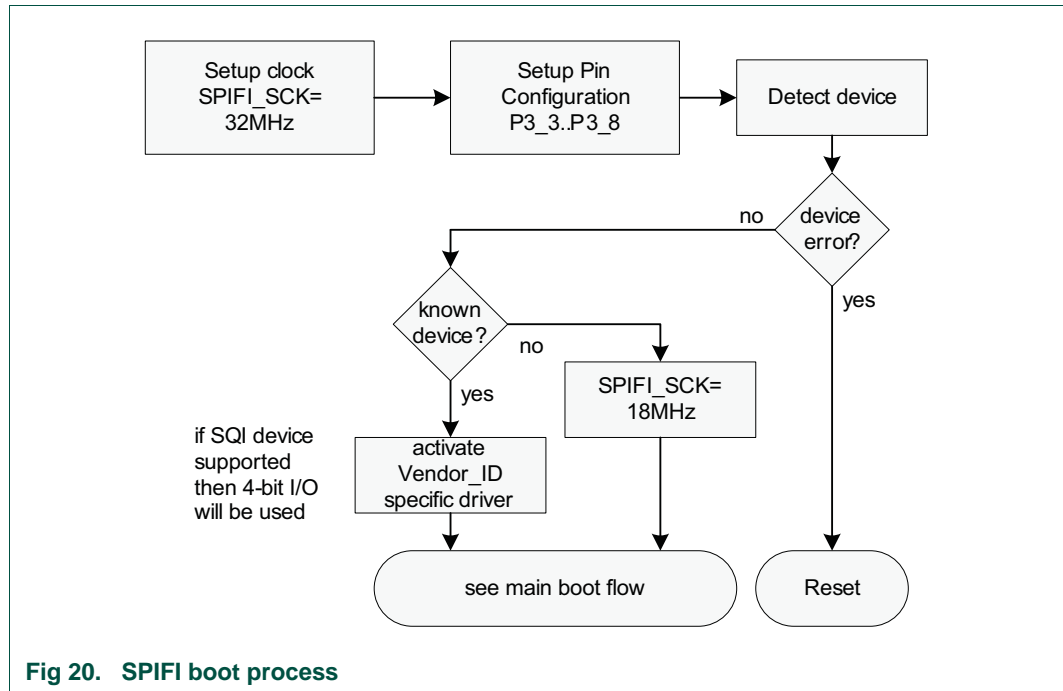 Setup clock
SPIFI_SCK=
32MHz
Setup Pin
Configuration
P3_3..P3_8
Detect device
device
error?
no
yes
known
device?
no
yes
SPIFI_SCK=
18MHz
if SQI device
supported
then 4-bit I/O
will be used
activate
Vendor_ID
specific driver
see main boot flow
Reset
Fig 20. SPIFI boot process